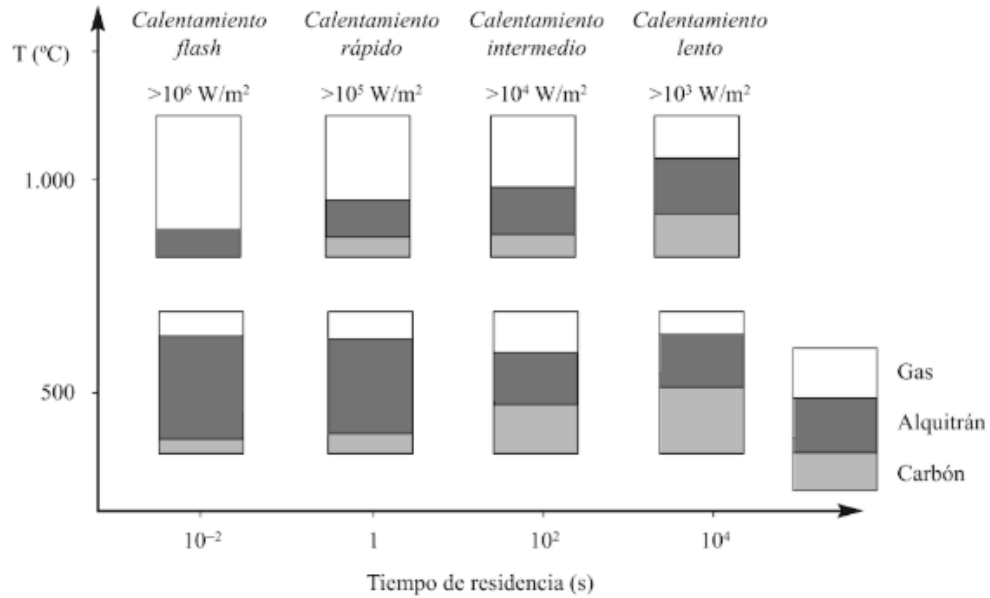 T (ºC)
Calentamiento
flash
>10⁶ W/m²
Calentamiento
rápido
>10⁵ W/m²
Calentamiento
intermedio
>10⁴ W/m²
Calentamiento
lento
>10³ W/m²
1.000
500
Gas
Alquitrán
Carbón
10⁻²
1
10²
10⁴
Tiempo de residencia (s)